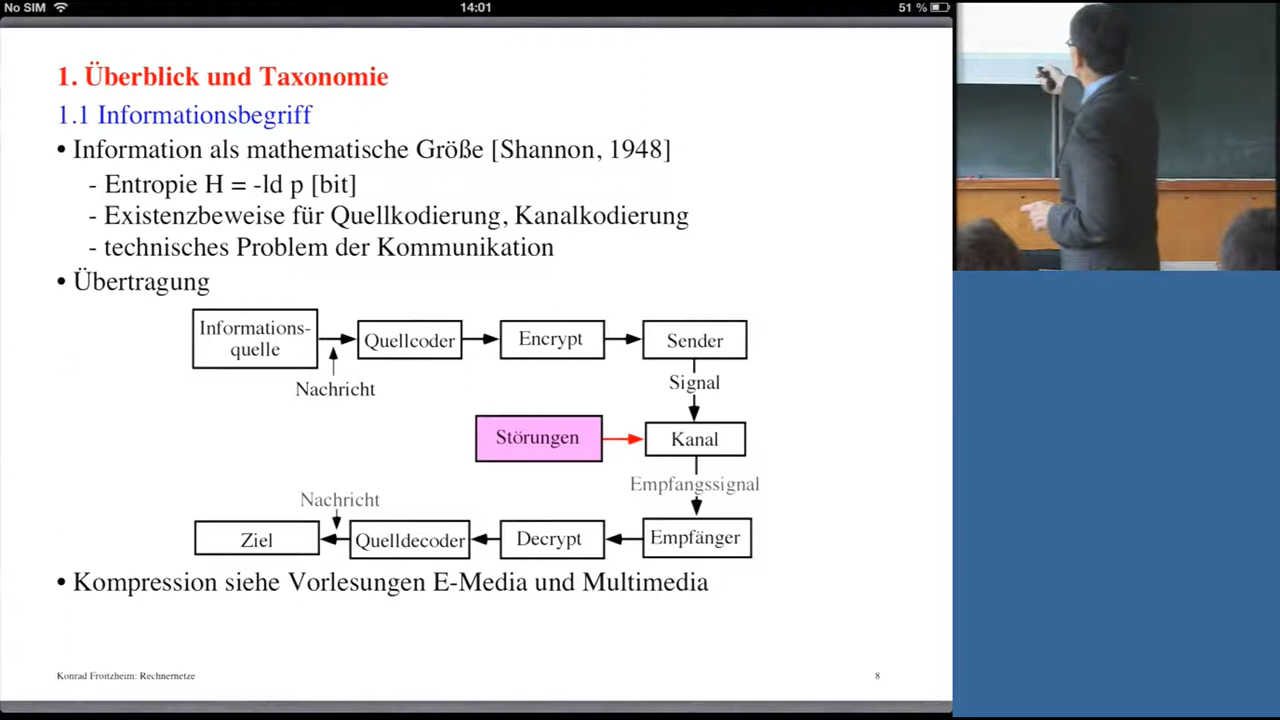 No SIM 14:01 51 %
1. Überblick und Taxonomie
1.1 Informationsbegriff
• Information als mathematische Größe [Shannon, 1948]
- Entropie H = -ld p [bit]
- Existenzbeweise für Quellkodierung, Kanalkodierung
- technisches Problem der Kommunikation
• Übertragung
Informations-
quelle
Quellcoder
Encrypt
Sender
Nachricht
Signal
Störungen
Kanal
Empfangssignal
Nachricht
Ziel
Quelldecoder
Decrypt
Empfänger
• Kompression siehe Vorlesungen E-Media und Multimedia
Konrad Froitzheim: Rechnernetze
8